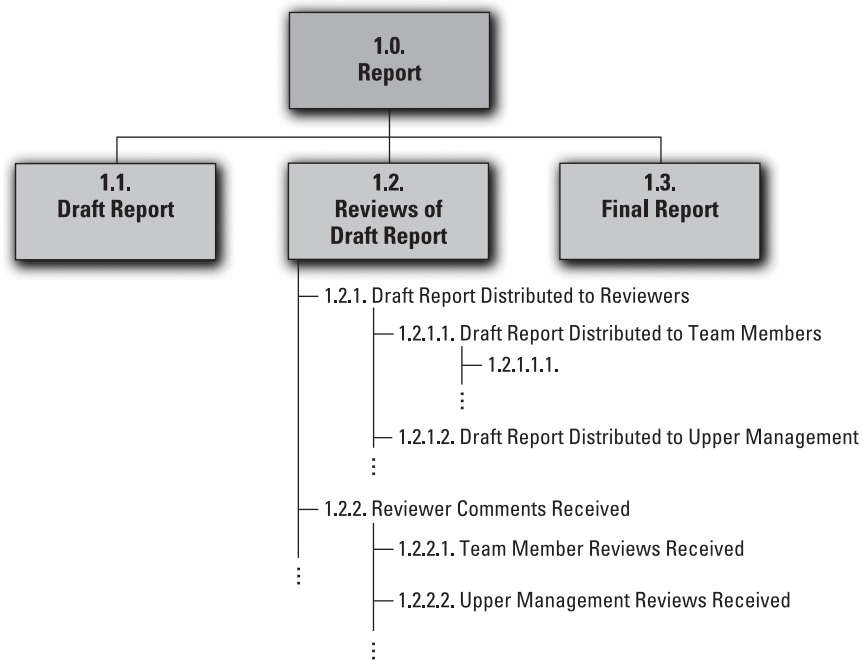 1.0.
Report
1.1.
Draft Report
1.2.
Reviews of
Draft Report
1.3.
Final Report
1.2.1. Draft Report Distributed to Reviewers
1.2.1.1. Draft Report Distributed to Team Members
1.2.1.1.1.
1.2.1.2. Draft Report Distributed to Upper Management
1.2.2. Reviewer Comments Received
1.2.2.1. Team Member Reviews Received
1.2.2.2. Upper Management Reviews Received